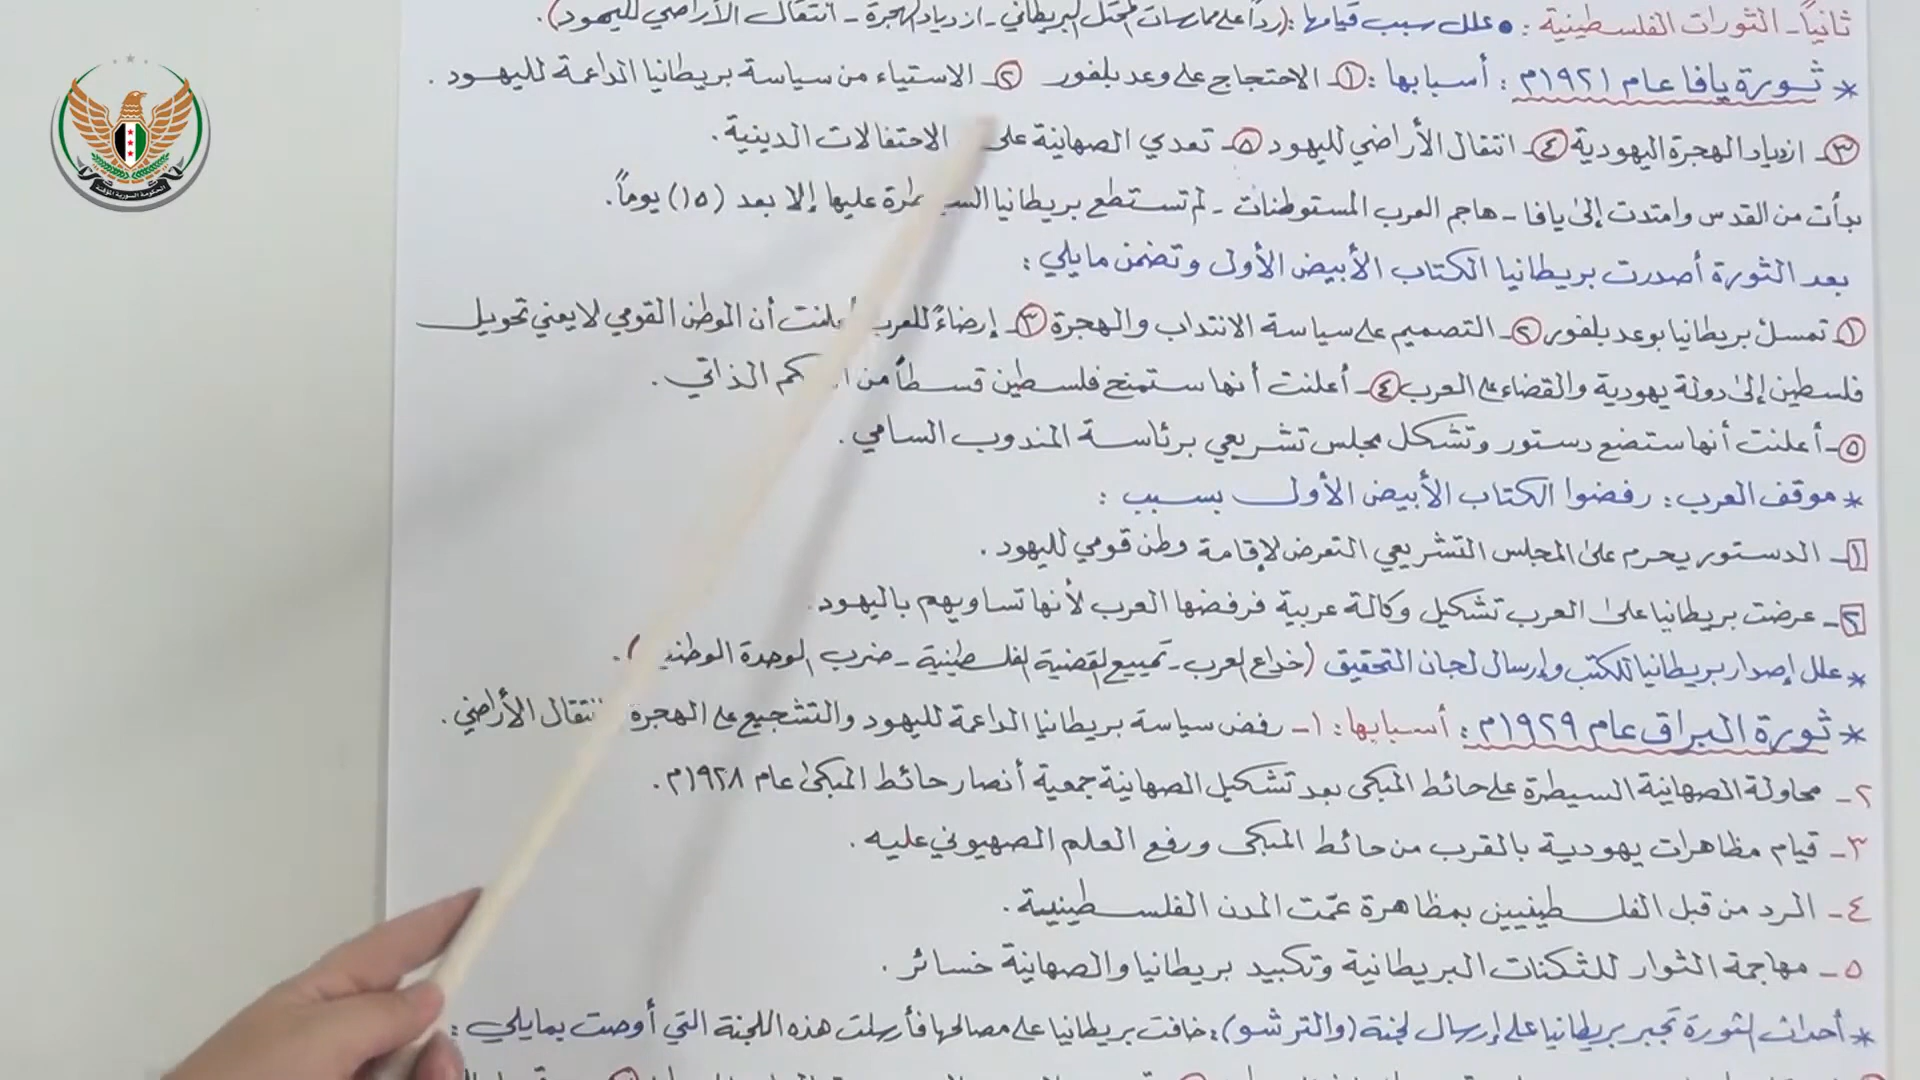 ثانياً - الثورات الفلسطينية : • علل سبب قيامها : (رداً على ممارسات المحتل البريطاني - ازدياد الهجرة - انتقال الأراضي لليهود).
* ثورة يافا عام ١٩٢١م : أسبابها : ١- الاحتجاج على وعد بلفور ٢- الاستياء من سياسة بريطانيا الداعمة لليهود .
٣- ازدياد الهجرة اليهودية ٤- انتقال الأراضي لليهود ٥- تعدي الصهاينة على الاحتفالات الدينية .
بدأت من القدس وامتدت إلى يافا - هاجم العرب المستوطنات - لم تستطع بريطانيا السيطرة عليها إلا بعد (١٥) يوماً .
بعد الثورة أصدرت بريطانيا الكتاب الأبيض الأول وتضمن مايلي :
١- تمسك بريطانيا بوعد بلفور ٢- التصميم على سياسة الانتداب والهجرة ٣- إرضاءً للعرب أعلنت أن الوطن القومي لا يعني تحويل
فلسطين إلى دولة يهودية والقضاء على العرب ٤- أعلنت أنها ستمنح فلسطين قسطاً من الحكم الذاتي .
٥- أعلنت أنها ستضع دستور وتشكل مجلس تشريعي برئاسة المندوب السامي .
* موقف العرب : رفضوا الكتاب الأبيض الأول بسبب :
١- الدستور يحرم على المجلس التشريعي التعرض لإقامة وطن قومي لليهود .
٢- عرضت بريطانيا على العرب تشكيل وكالة عربية فرفضها العرب لأنها تساويهم باليهود .
* علل إصدار بريطانيا للكتب وإرسال لجان التحقيق (خداع العرب - تمييع القضية الفلسطينية - ضرب الوحدة الوطنية) .
* ثورة البراق عام ١٩٢٩م : أسبابها : ١- رفض سياسة بريطانيا الداعمة لليهود والتشجيع على الهجرة وانتقال الأراضي .
٢- محاولة الصهاينة السيطرة على حائط المبكى بعد تشكيل الصهاينة جمعية أنصار حائط المبكى عام ١٩٢٨م .
٣- قيام مظاهرات يهودية بالقرب من حائط المبكى ورفع العلم الصهيوني عليه .
٤- الرد من قبل الفلسطينيين بمظاهرة عمّت المدن الفلسطينية .
٥- مهاجمة الثوار للثكنات البريطانية وتكبيد بريطانيا والصهاينة خسائر .
* أحداث الثورة تجبر بريطانيا على إرسال لجنة (والتر شو) : خافت بريطانيا على مصالحها فأرسلت هذه اللجنة التي أوصت بمايلي :
الحكومة السورية المؤقتة